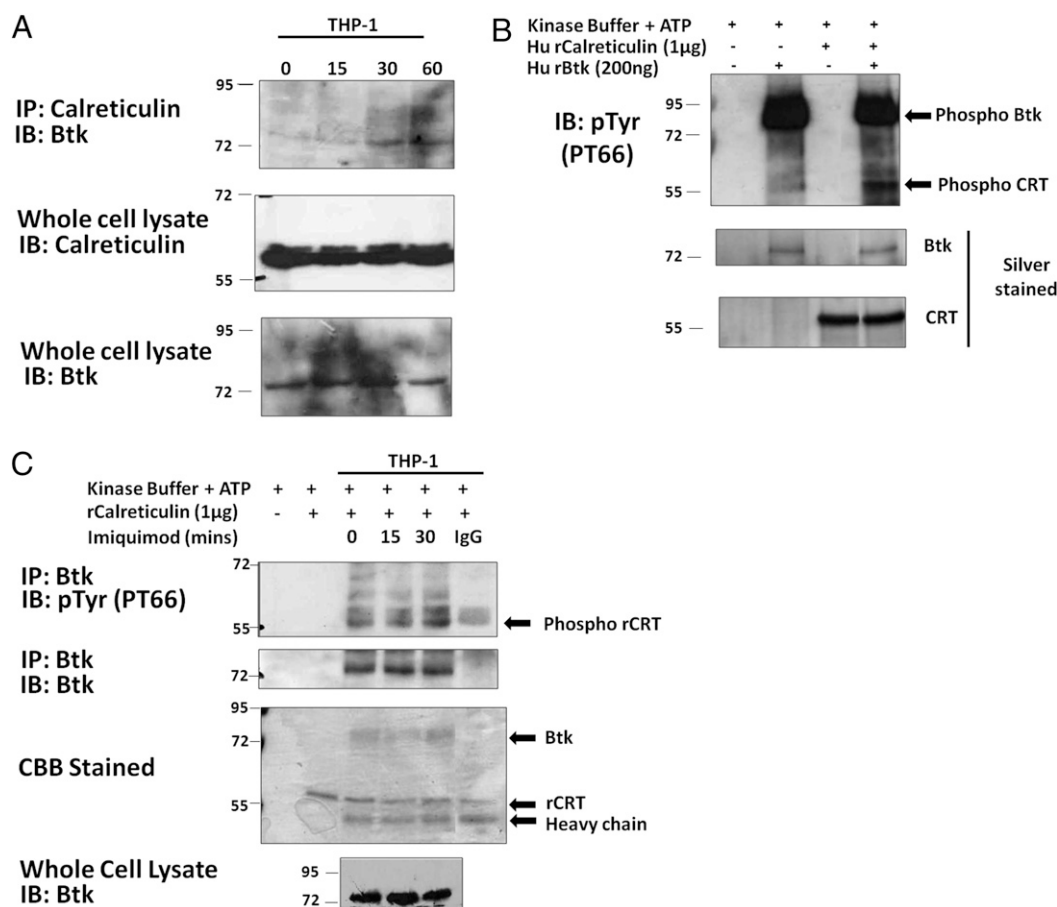 A
THP-1
0 15 30 60
IP: Calreticulin
IB: Btk
95
72
Whole cell lysate
IB: Calreticulin
72
55
Whole cell lysate
IB: Btk
95
72
B
Kinase Buffer + ATP + + + +
Hu rCalreticulin (1µg) - - + +
Hu rBtk (200ng) - + - +
IB: pTyr
(PT66)
95
72
55
Phospho Btk
Phospho CRT
72
Btk
55
CRT
Silver
stained
C
THP-1
Kinase Buffer + ATP + + + + + +
rCalreticulin (1µg) - + + + + +
Imiquimod (mins) 0 15 30 IgG
IP: Btk
IB: pTyr (PT66)
72
55
Phospho rCRT
IP: Btk
IB: Btk
72
CBB Stained
95
72
55
Btk
rCRT
Heavy chain
Whole Cell Lysate
IB: Btk
95
72